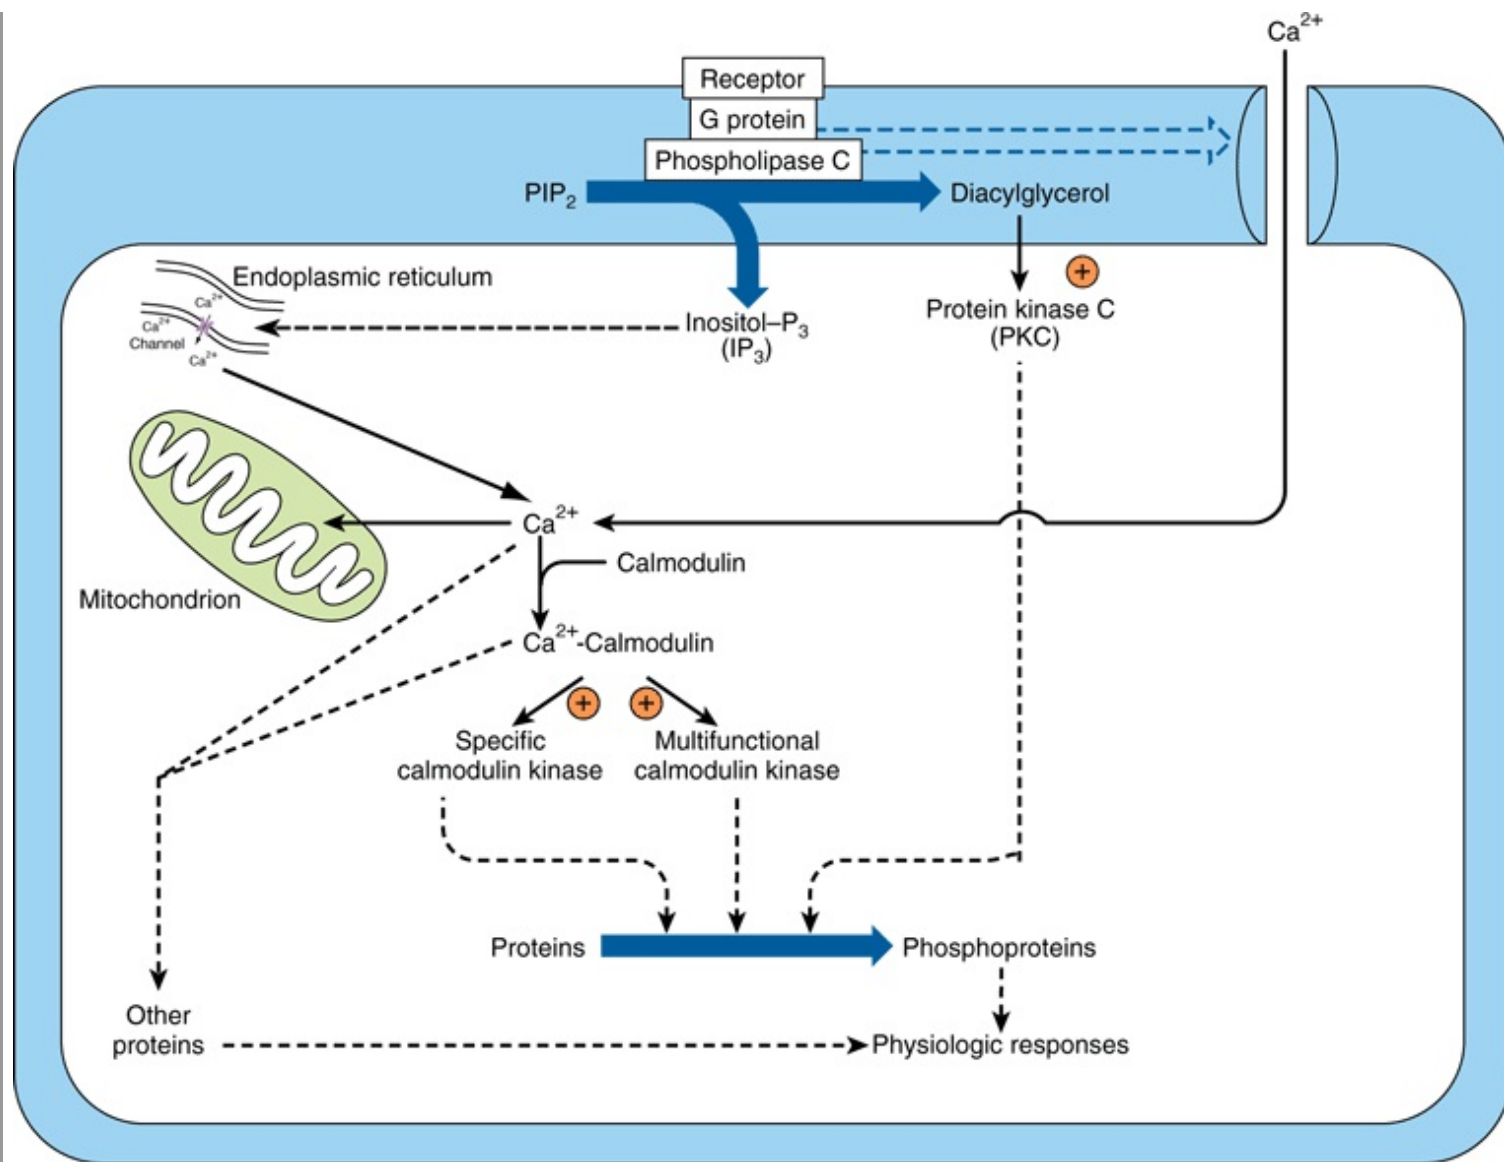 Ca²⁺
Receptor
G protein
Phospholipase C
PIP₂
Diacylglycerol
Endoplasmic reticulum
Ca²⁺
Ca²⁺
Channel
Ca²⁺
Inositol–P₃
(IP₃)
+
Protein kinase C
(PKC)
Ca²⁺
Calmodulin
Mitochondrion
Ca²⁺-Calmodulin
+
+
Specific
calmodulin kinase
Multifunctional
calmodulin kinase
Proteins
Phosphoproteins
Other
proteins
Physiologic responses